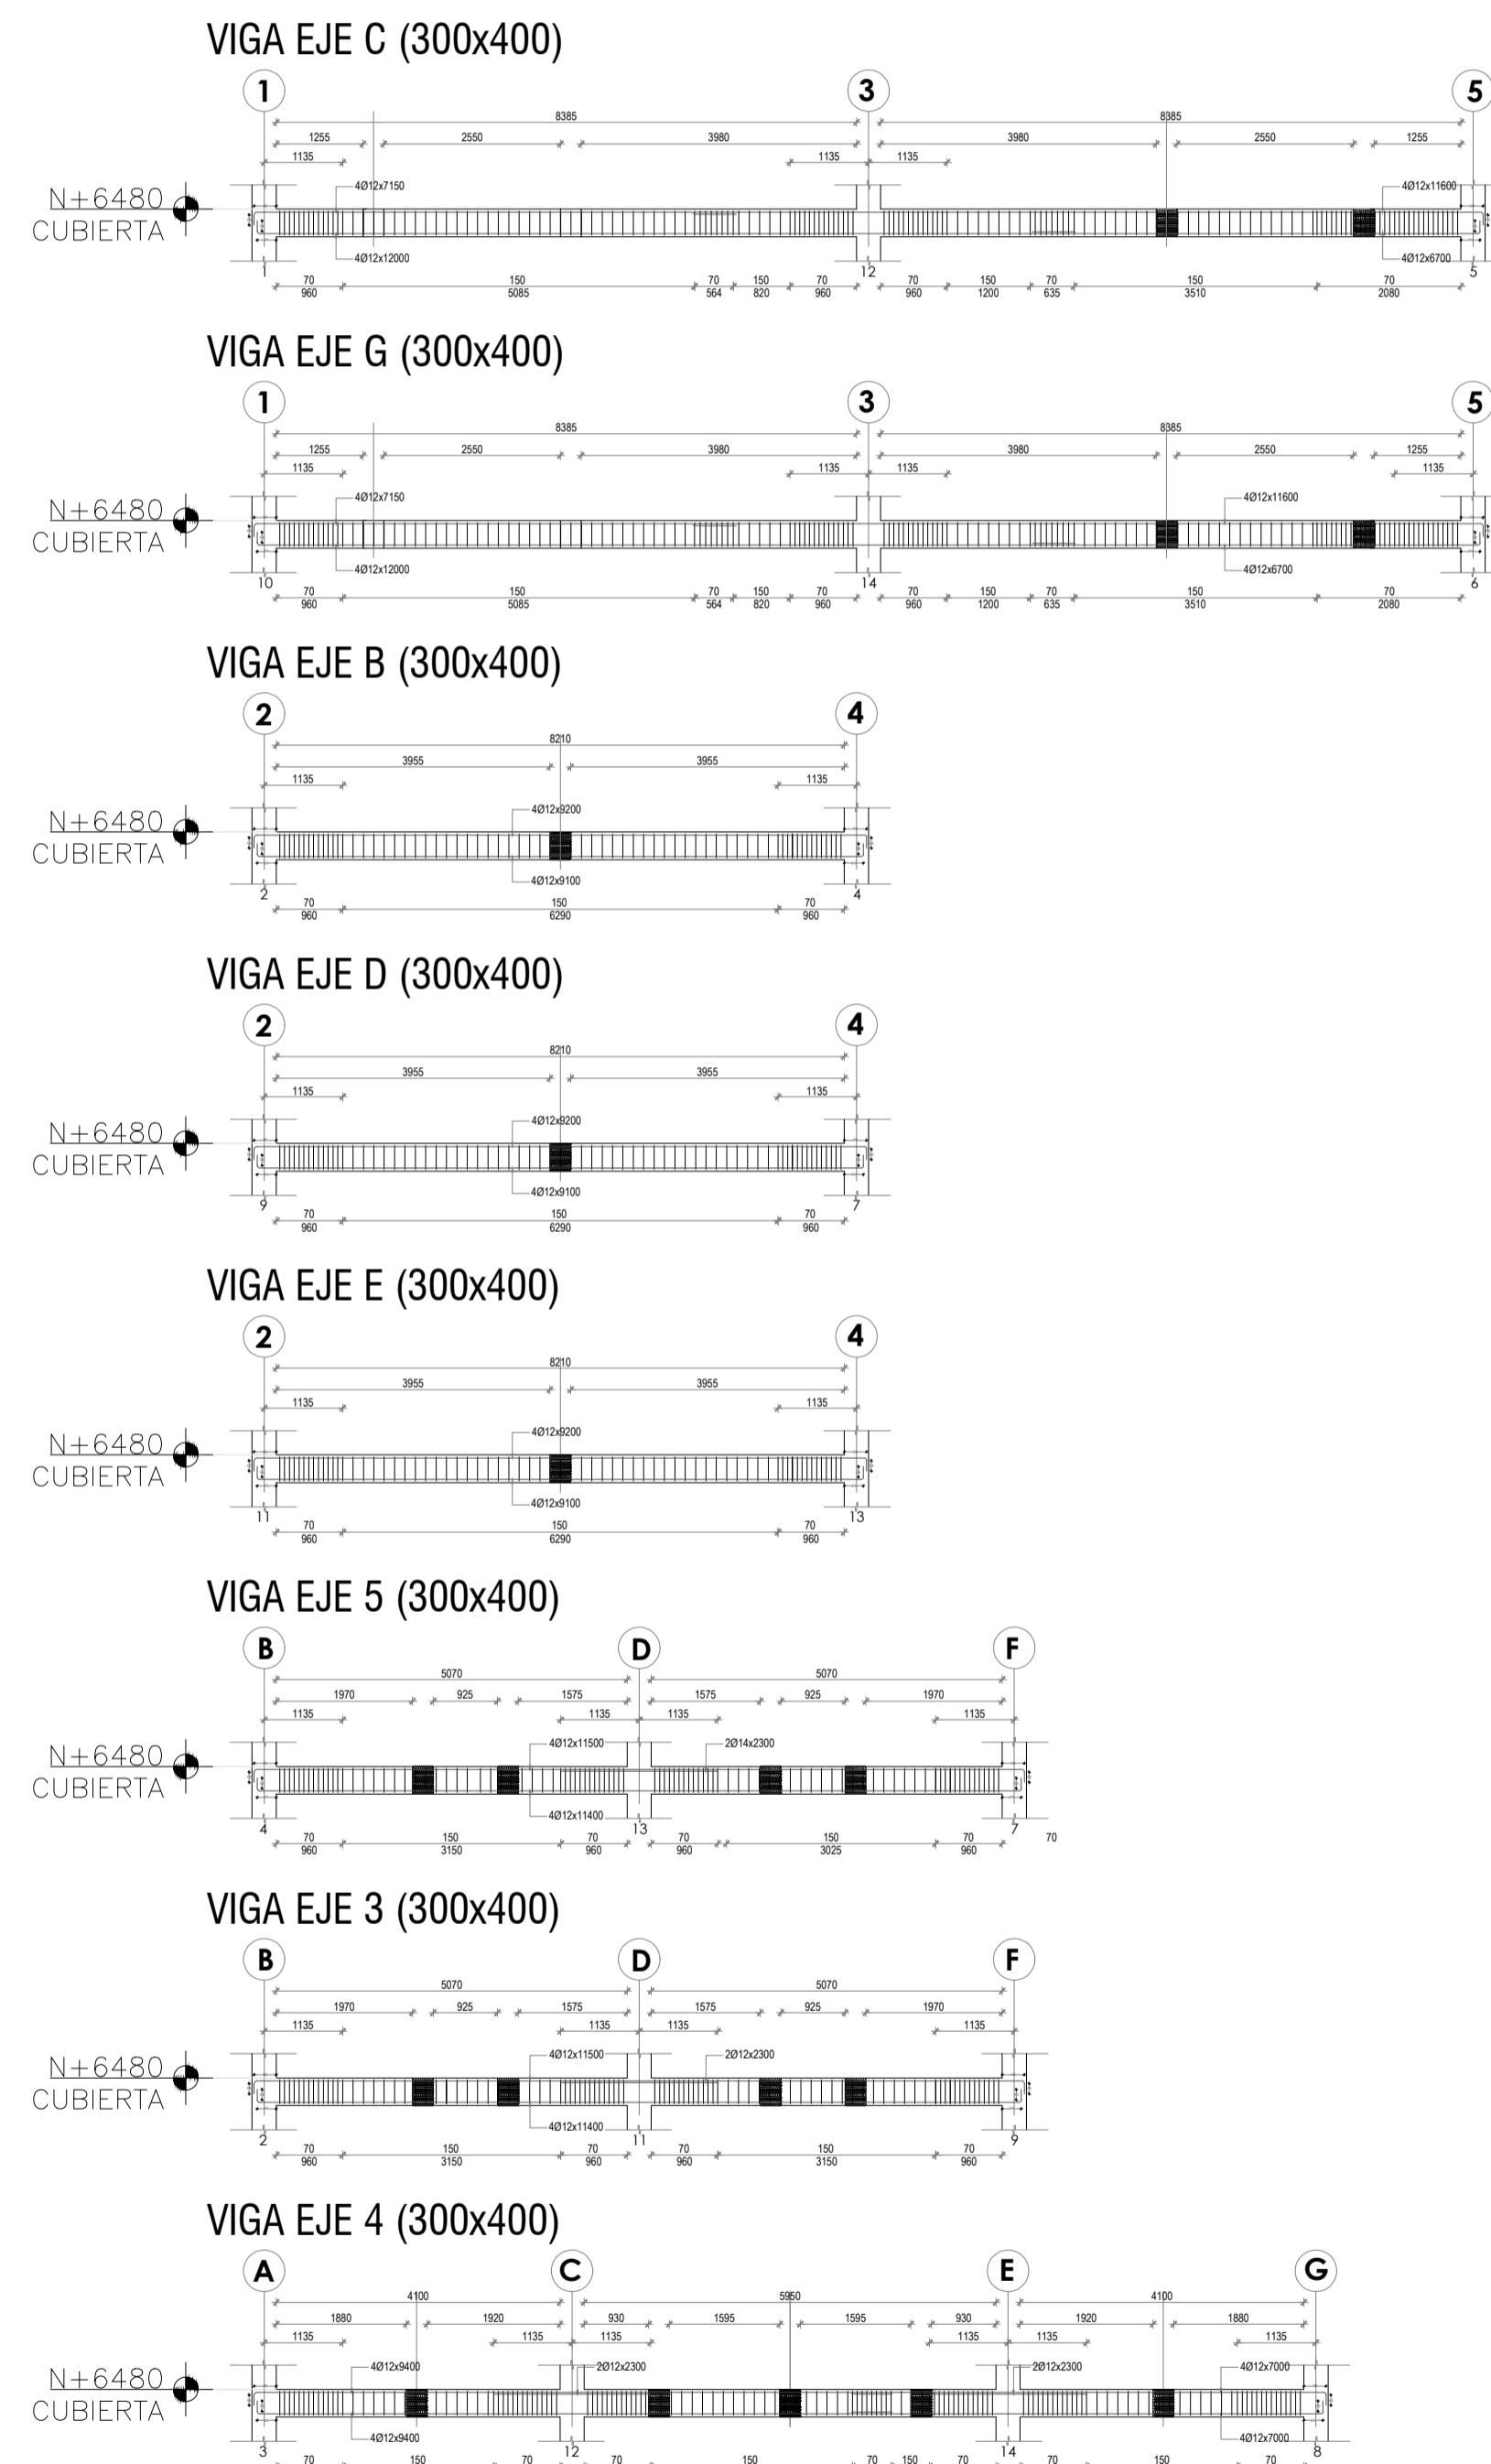 VIGA EJE C (300x400)
1 3 5
8385 8385
1255 2550 3980 3980 2550 1255
1135 1135 1135
4Ø12x7150 4Ø12x11600
N+6480
CUBIERTA
4Ø12x12000 4Ø12x6700
1 12 5
70 150 70 150 70 70 150 70 150 70
960 5085 564 820 960 960 1200 635 3510 2080
VIGA EJE G (300x400)
1 3 5
8385 8385
1255 2550 3980 3980 2550 1255
1135 1135 1135 1135
4Ø12x7150 4Ø12x11600
N+6480
CUBIERTA
4Ø12x12000 4Ø12x6700
10 14 6
70 150 70 150 70 70 150 70 150 70
960 5085 564 820 960 960 1200 635 3510 2080
VIGA EJE B (300x400)
2 4
8210
3955 3955
1135 1135
4Ø12x9200
N+6480
CUBIERTA
4Ø12x9100
2 4
70 150 70
960 6290 960
VIGA EJE D (300x400)
2 4
8210
3955 3955
1135 1135
4Ø12x9200
N+6480
CUBIERTA
4Ø12x9100
9 7
70 150 70
960 6290 960
VIGA EJE E (300x400)
2 4
8210
3955 3955
1135 1135
4Ø12x9200
N+6480
CUBIERTA
4Ø12x9100
11 13
70 150 70
960 6290 960
VIGA EJE 5 (300x400)
B D F
5070 5070
1970 925 1575 1575 925 1970
1135 1135 1135 1135
4Ø12x11500 2Ø14x2300
N+6480
CUBIERTA
4Ø12x11400
4 13 7
70 150 70 70 150 70 70
960 3150 960 960 3025 960
VIGA EJE 3 (300x400)
B D F
5070 5070
1970 925 1575 1575 925 1970
1135 1135 1135 1135
4Ø12x11500 2Ø12x2300
N+6480
CUBIERTA
4Ø12x11400
2 11 9
70 150 70 70 150 70
960 3150 960 960 3150 960
VIGA EJE 4 (300x400)
A C E G
4100 5950 4100
1880 1920 930 1595 1595 930 1920 1880
1135 1135 1135 1135 1135 1135
4Ø12x9400 2Ø12x2300 2Ø12x2300 4Ø12x7000
N+6480
CUBIERTA
4Ø12x9400 4Ø12x7000
3 12 14 8
70 150 70 70 150 70 150 70 70 150 70